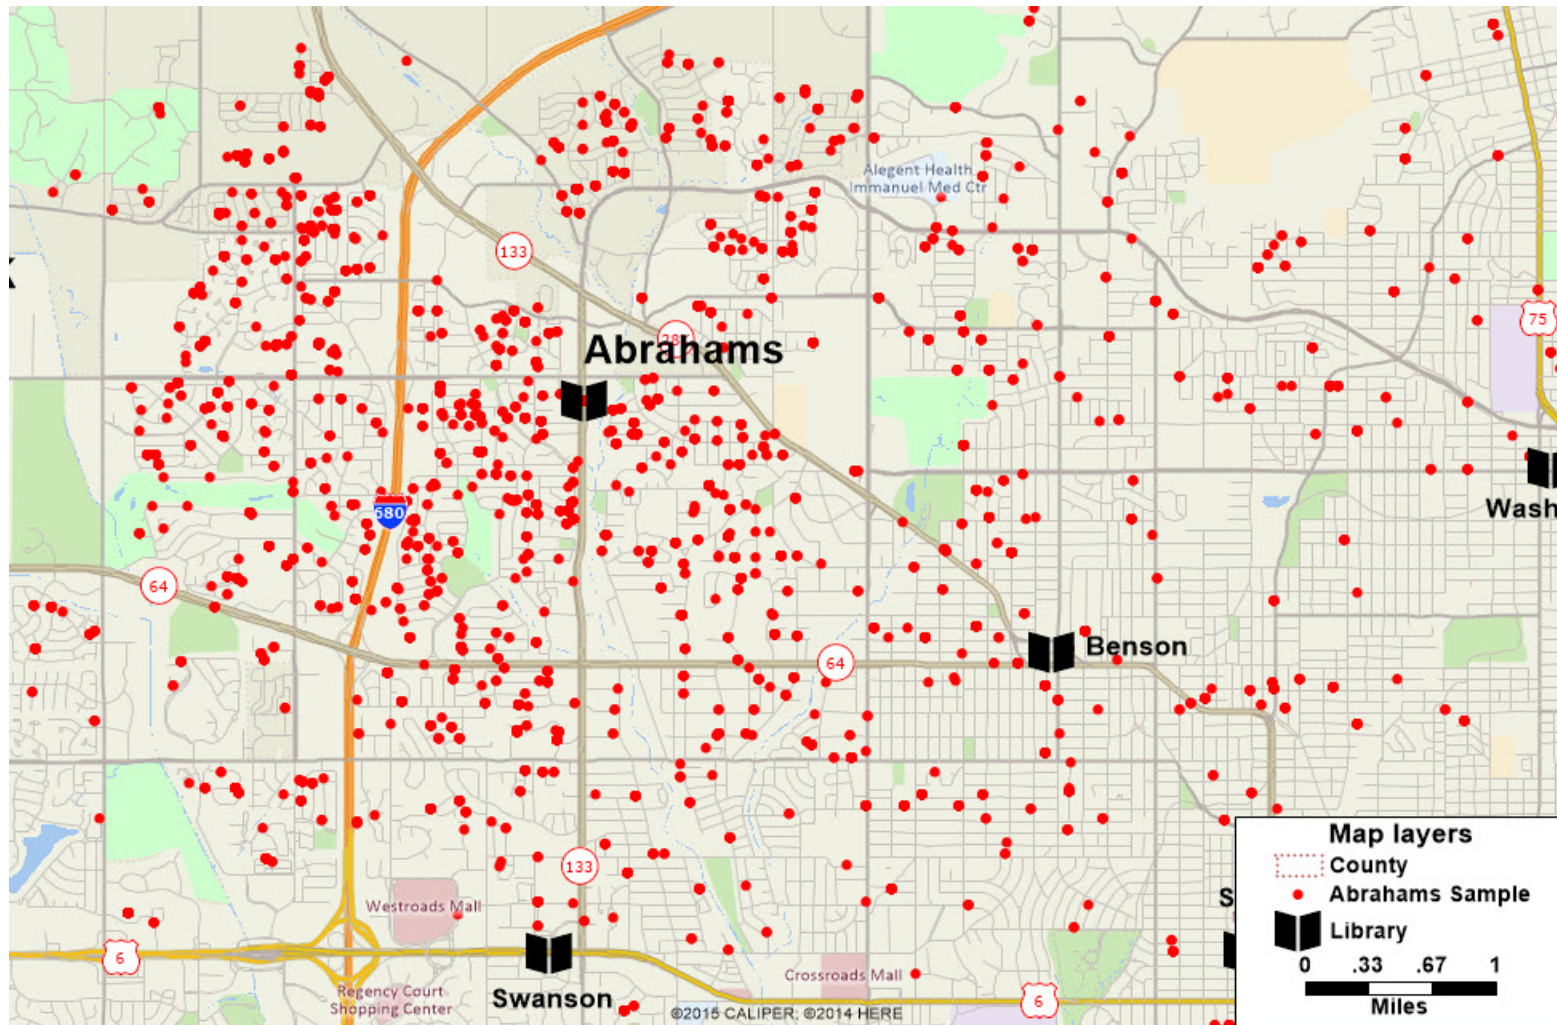 Alegent Health
Immanuel Med Ctr
133
Abrahams
75
Wash
680
64
Benson
64
Map layers
County
Abrahams Sample
Library
0 .33 .67 1
Miles
133
S
Westroads Mall
6
Crossroads Mall
Regency Court
Shopping Center
Swanson
6
©2015 CALIPER; ©2014 HERE